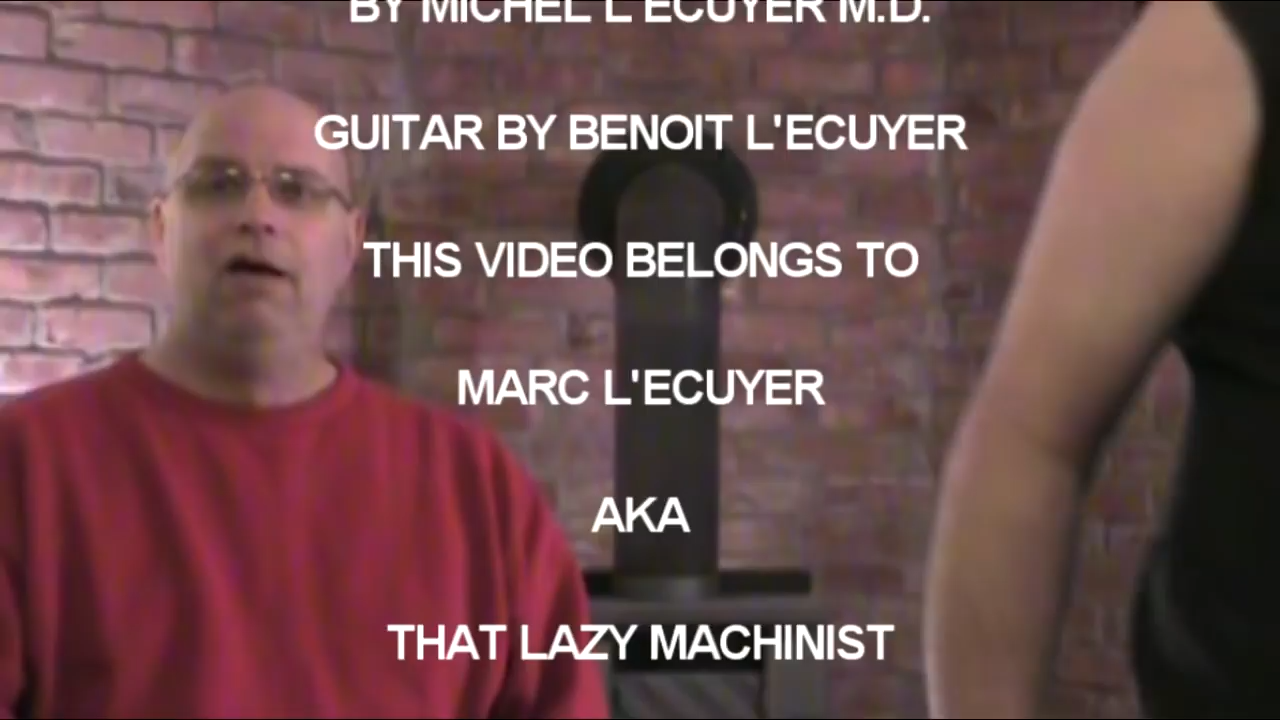 BY MICHEL L'ECUYER M.D.
GUITAR BY BENOIT L'ECUYER
THIS VIDEO BELONGS TO
MARC L'ECUYER
AKA
THAT LAZY MACHINIST